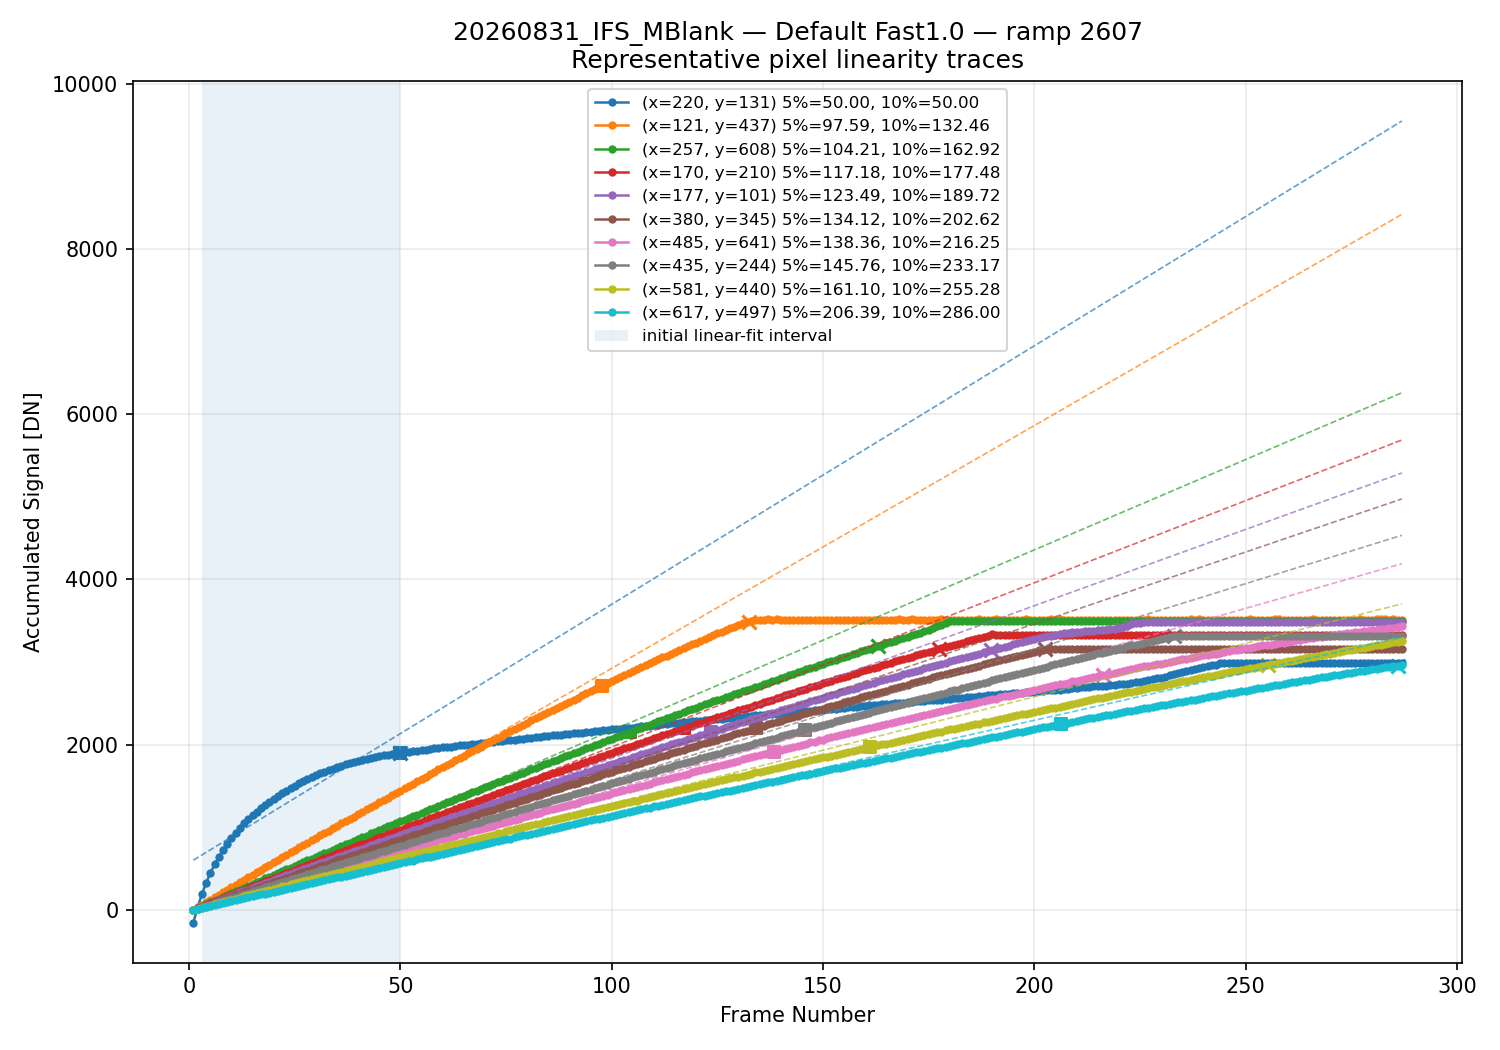 20260831_IFS_MBlank — Default Fast1.0 — ramp 2607
Representative pixel linearity traces
10000
8000
6000
4000
2000
0
Accumulated Signal [DN]
(x=220, y=131) 5%=50.00, 10%=50.00
(x=121, y=437) 5%=97.59, 10%=132.46
(x=257, y=608) 5%=104.21, 10%=162.92
(x=170, y=210) 5%=117.18, 10%=177.48
(x=177, y=101) 5%=123.49, 10%=189.72
(x=380, y=345) 5%=134.12, 10%=202.62
(x=485, y=641) 5%=138.36, 10%=216.25
(x=435, y=244) 5%=145.76, 10%=233.17
(x=581, y=440) 5%=161.10, 10%=255.28
(x=617, y=497) 5%=206.39, 10%=286.00
initial linear-fit interval
0 50 100 150 200 250 300
Frame Number